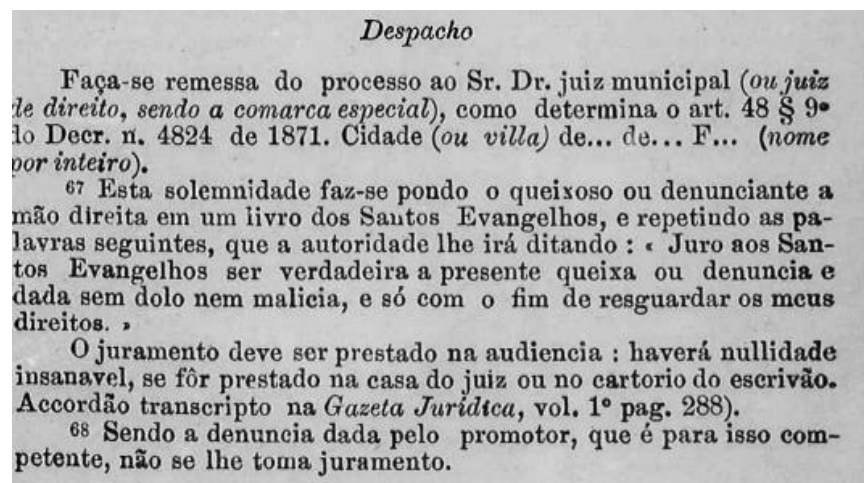 Despacho
Faça-se remessa do processo ao Sr. Dr. juiz municipal (ou juiz
de direito, sendo a comarca especial), como determina o art. 48 § 9º
do Decr. n. 4824 de 1871. Cidade (ou villa) de... de... F... (nome
por inteiro).
67 Esta solemnidade faz-se pondo o queixoso ou denunciante a
mão direita em um livro dos Santos Evangelhos, e repetindo as pa-
lavras seguintes, que a autoridade lhe irá ditando : « Juro aos San-
tos Evangelhos ser verdadeira a presente queixa ou denuncia e
dada sem dolo nem malicia, e só com o fim de resguardar os meus
direitos. »
O juramento deve ser prestado na audiencia : haverá nullidade
insanavel, se fôr prestado na casa do juiz ou no cartorio do escrivão.
Accordão transcripto na Gazeta Juridica, vol. 1º pag. 288).
68 Sendo a denuncia dada pelo promotor, que é para isso com-
petente, não se lhe toma juramento.